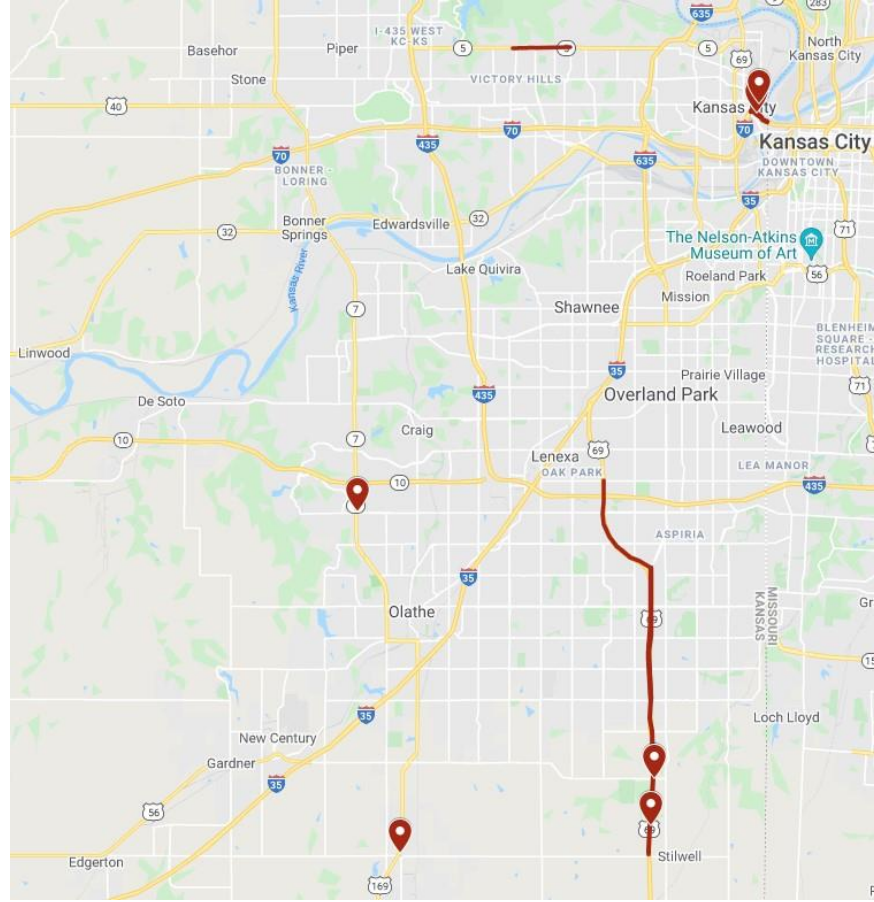 635
283
I-435 WEST
KC-KS
North
Kansas City
Basehor
Piper
5
5
5
69
Stone
VICTORY HILLS
40
Kansas City
70
70
435
Kansas City
70
635
DOWNTOWN
KANSAS CITY
BONNER -
LORING
35
Bonner
Springs
Edwardsville
32
32
71
The Nelson-Atkins
Museum of Art
Lake Quivira
Roeland Park
56
Kansas River
Mission
7
Shawnee
BLENHEIM
SQUARE -
RESEARCH
HOSPITAL
Linwood
35
Prairie Village
71
De Soto
435
Overland Park
Craig
Leawood
10
7
69
Lenexa
OAK PARK
LEA MANOR
10
435
ASPIRIA
35
MISSOURI
KANSAS
Olathe
Gr
69
15
35
Loch Lloyd
New Century
Gardner
35
56
69
Edgerton
Stilwell
169